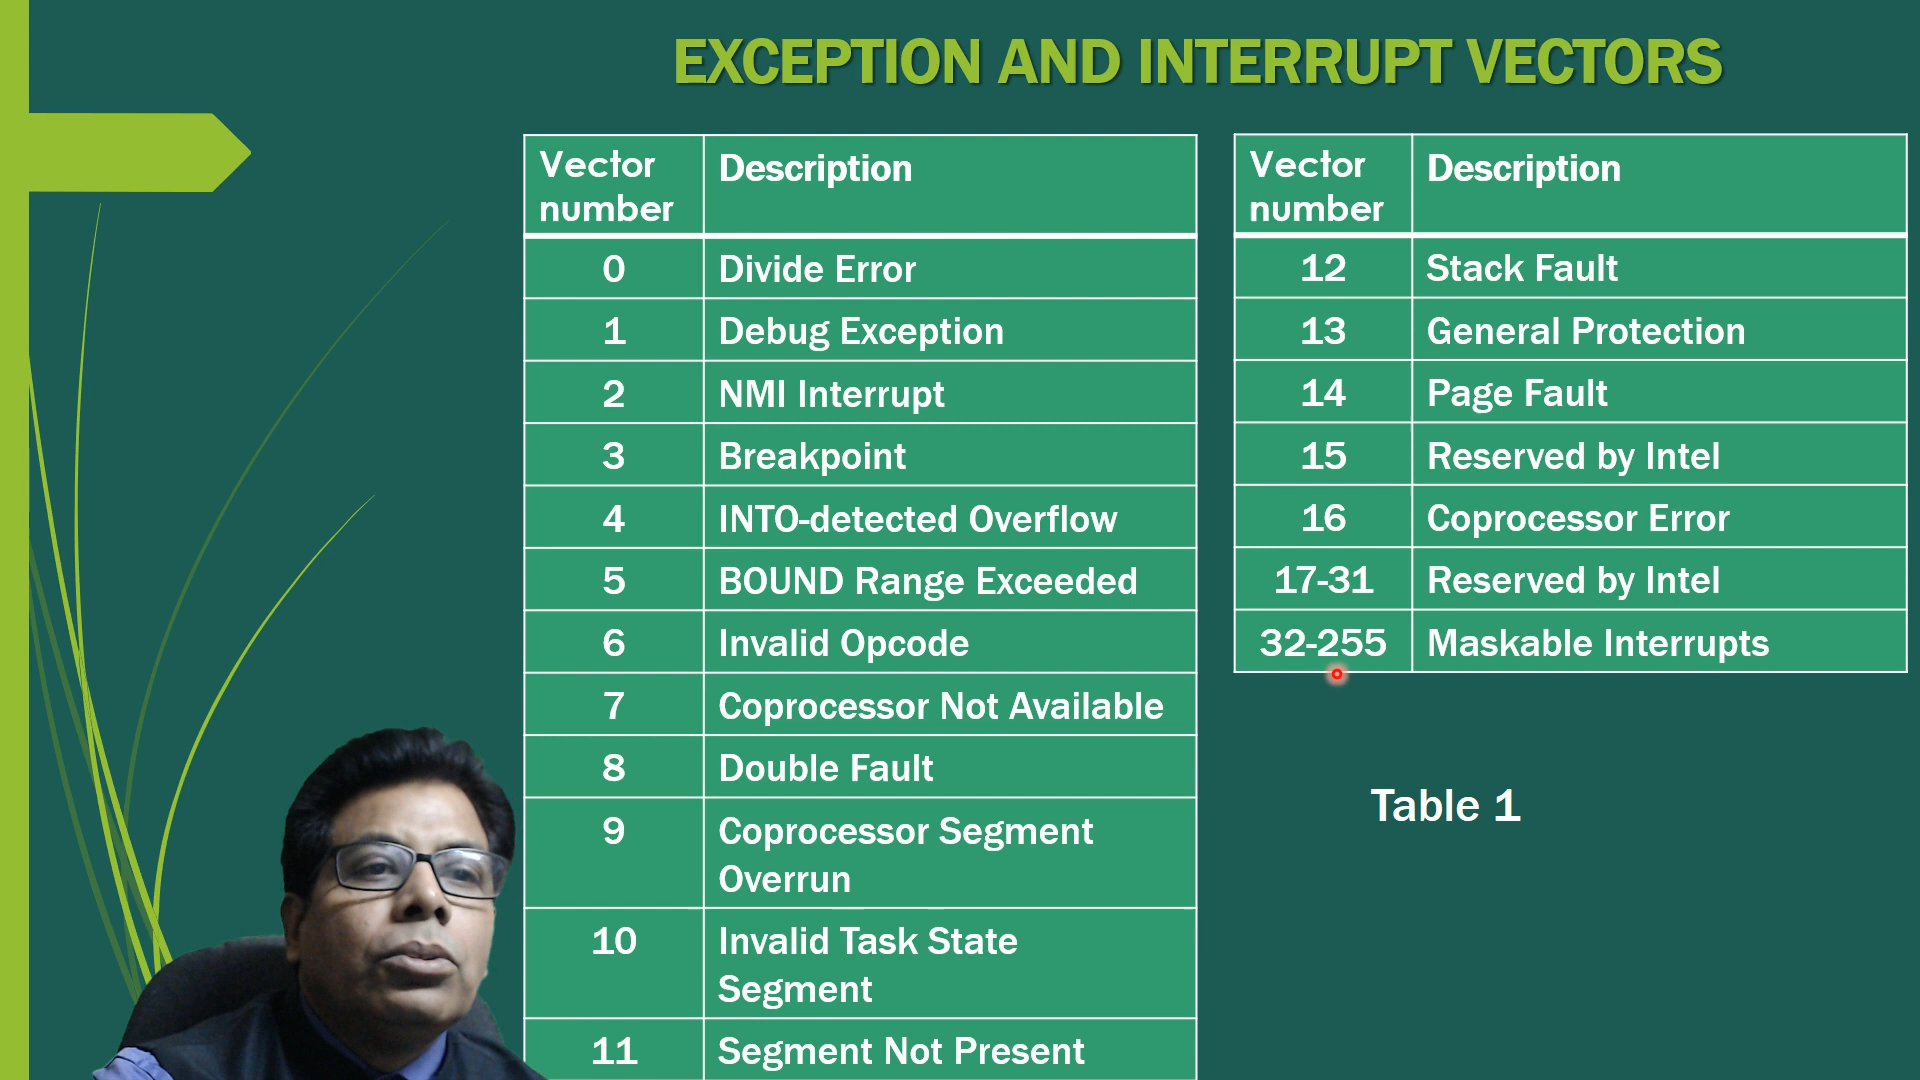 EXCEPTION AND INTERRUPT VECTORS
Vector number Description
0 Divide Error
1 Debug Exception
2 NMI Interrupt
3 Breakpoint
4 INTO-detected Overflow
5 BOUND Range Exceeded
6 Invalid Opcode
7 Coprocessor Not Available
8 Double Fault
9 Coprocessor Segment
Overrun
10 Invalid Task State
Segment
11 Segment Not Present
Vector number Description
12 Stack Fault
13 General Protection
14 Page Fault
15 Reserved by Intel
16 Coprocessor Error
17-31 Reserved by Intel
32-255 Maskable Interrupts
Table 1